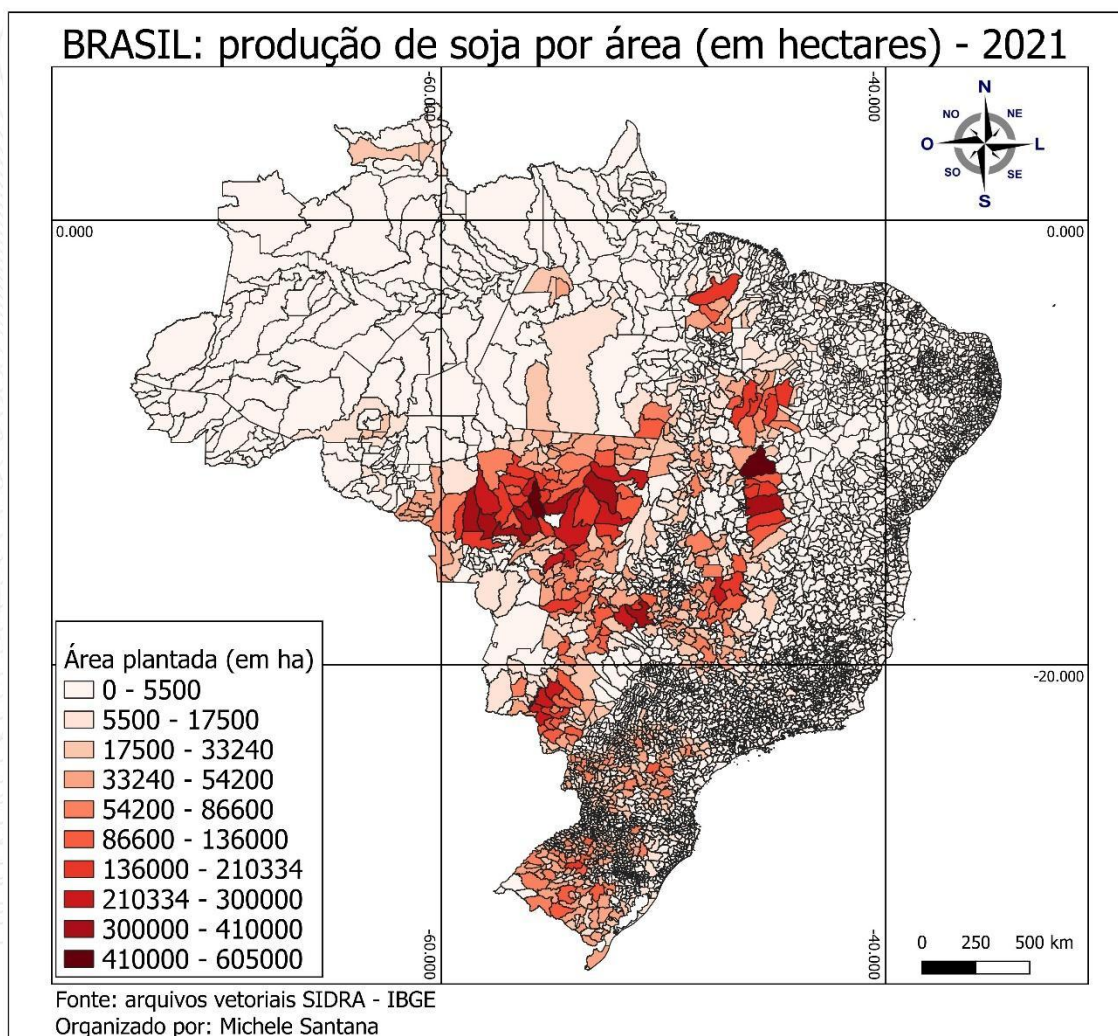 BRASIL: produção de soja por área (em hectares) - 2021
-60.000
-40.000
N
NO
NE
O
L
SO
SE
S
0.000
0.000
-20.000
Área plantada (em ha)
0 - 5500
5500 - 17500
17500 - 33240
33240 - 54200
54200 - 86600
86600 - 136000
136000 - 210334
210334 - 300000
300000 - 410000
410000 - 605000
-60.000
-40.000
0 250 500 km
Fonte: arquivos vetoriais SIDRA - IBGE
Organizado por: Michele Santana